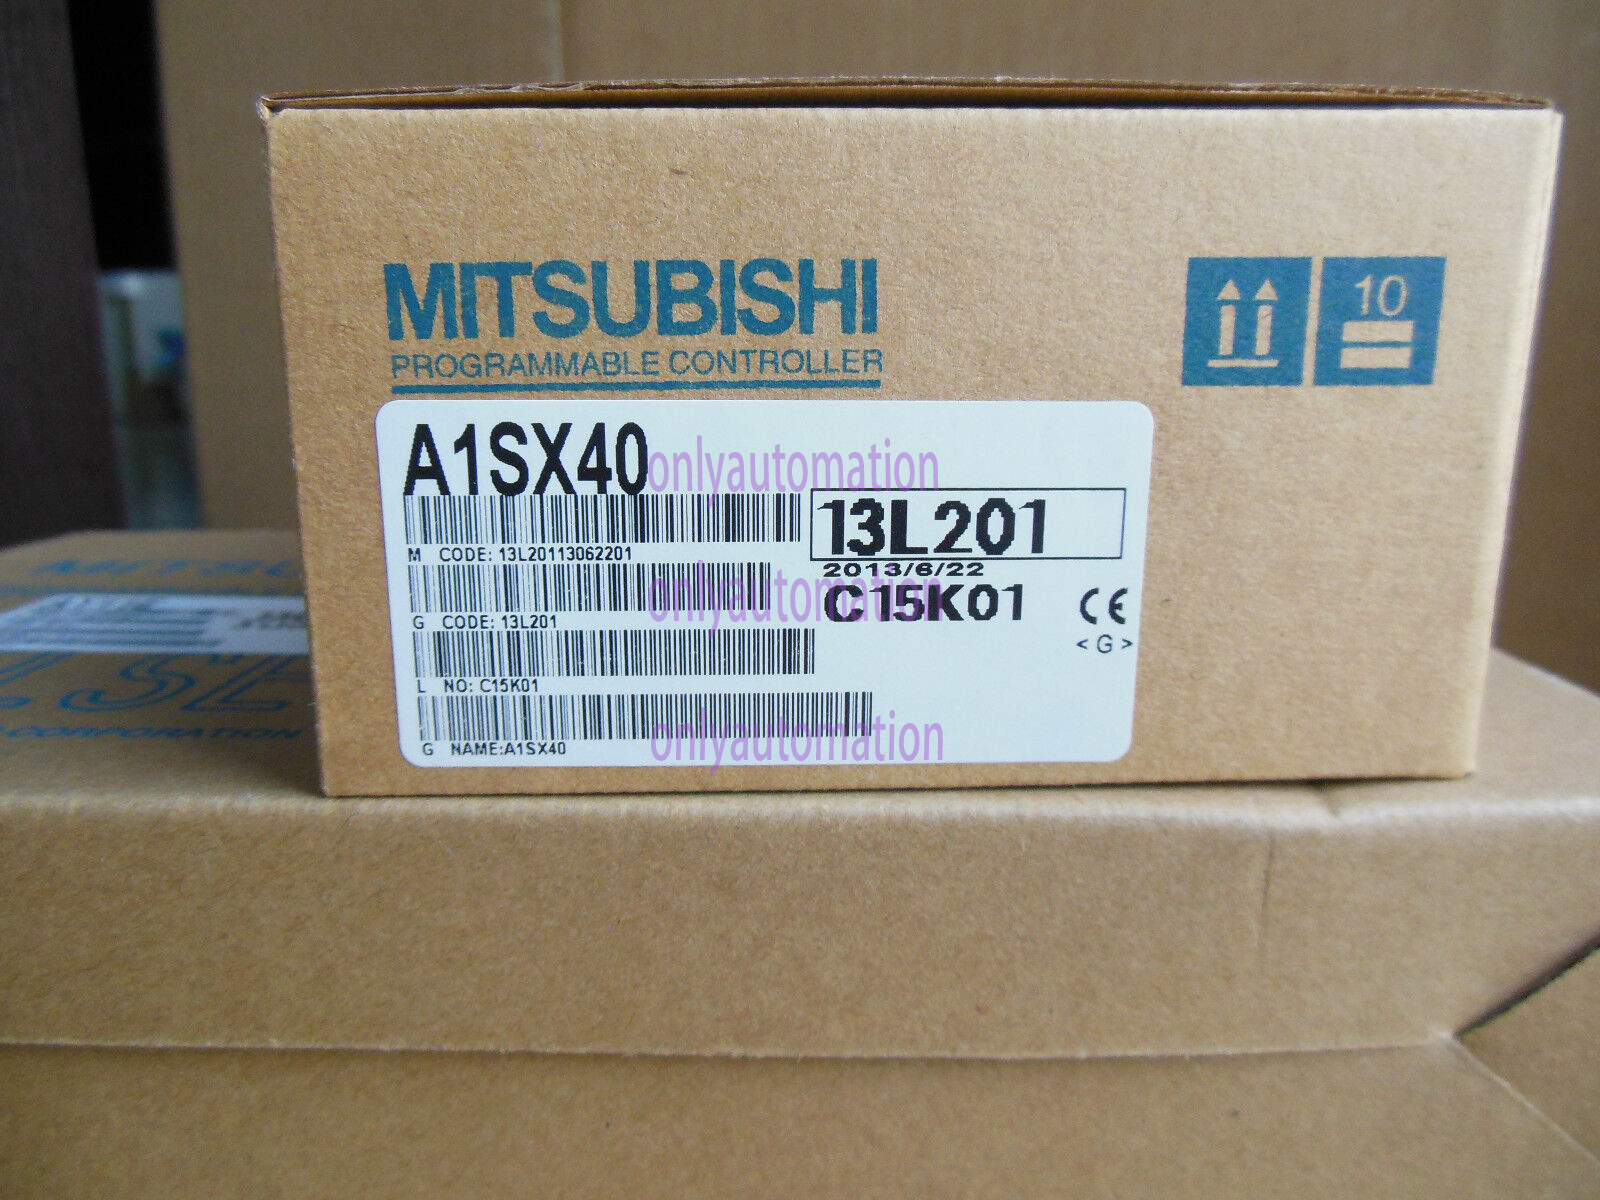 MITSUBISHI
PROGRAMMABLE CONTROLLER
10
A1SX40
onlyautomation
M CODE: 13L20113062201
13L201
2013/6/22
onlyautomation
C15K01
CE
<G>
G CODE: 13L201
L NO: C15K01
onlyautomation
G NAME:A1SX40
CORPORATION